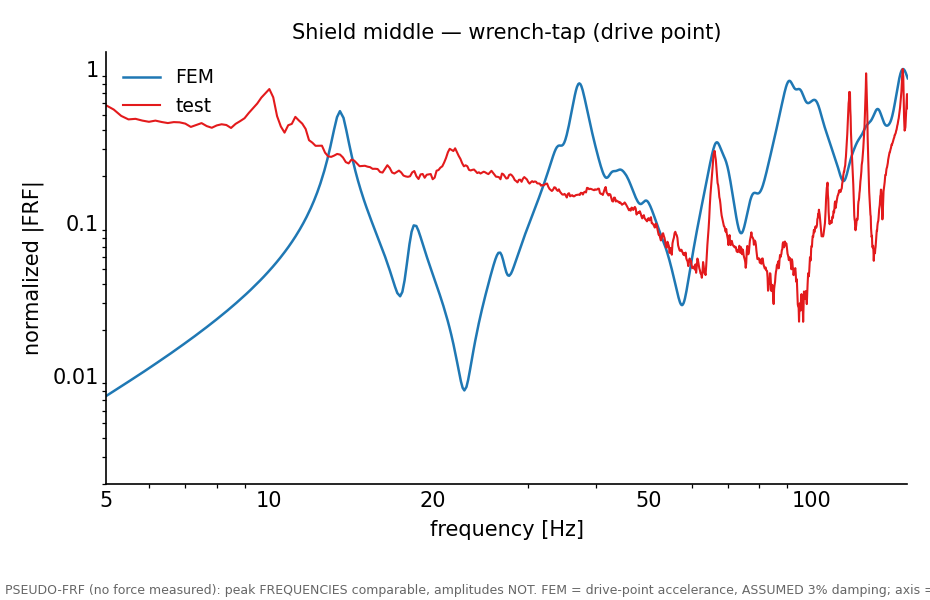 Shield middle — wrench-tap (drive point)
FEM
test
normalized |FRF|
1
0.1
0.01
5 10 20 50 100
frequency [Hz]
PSEUDO-FRF (no force measured): peak FREQUENCIES comparable, amplitudes NOT. FEM = drive-point accelerance, ASSUMED 3% damping; axis =